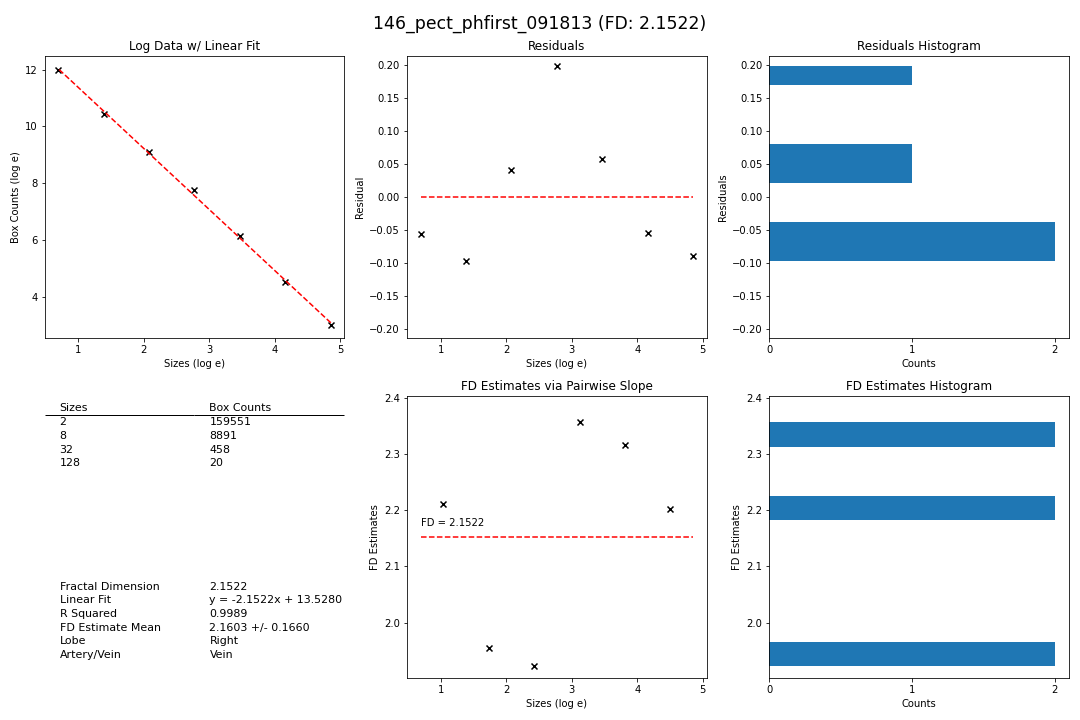 146_pect_phfirst_091813 (FD: 2.1522)
Log Data w/ Linear Fit
12
10
8
6
4
Box Counts (log e)
1 2 3 4 5
Sizes (log e)
Residuals
0.20
0.15
0.10
0.05
0.00
−0.05
−0.10
−0.15
−0.20
Residual
1 2 3 4 5
Sizes (log e)
Residuals Histogram
0.20
0.15
0.10
0.05
0.00
−0.05
−0.10
−0.15
−0.20
Residuals
0 1 2
Counts
Sizes Box Counts
2 159551
8 8891
32 458
128 20
Fractal Dimension 2.1522
Linear Fit y = -2.1522x + 13.5280
R Squared 0.9989
FD Estimate Mean 2.1603 +/- 0.1660
Lobe Right
Artery/Vein Vein
FD Estimates via Pairwise Slope
2.4
2.3
2.2
2.1
2.0
FD Estimates
FD = 2.1522
1 2 3 4 5
Sizes (log e)
FD Estimates Histogram
2.4
2.3
2.2
2.1
2.0
FD Estimates
0 1 2
Counts